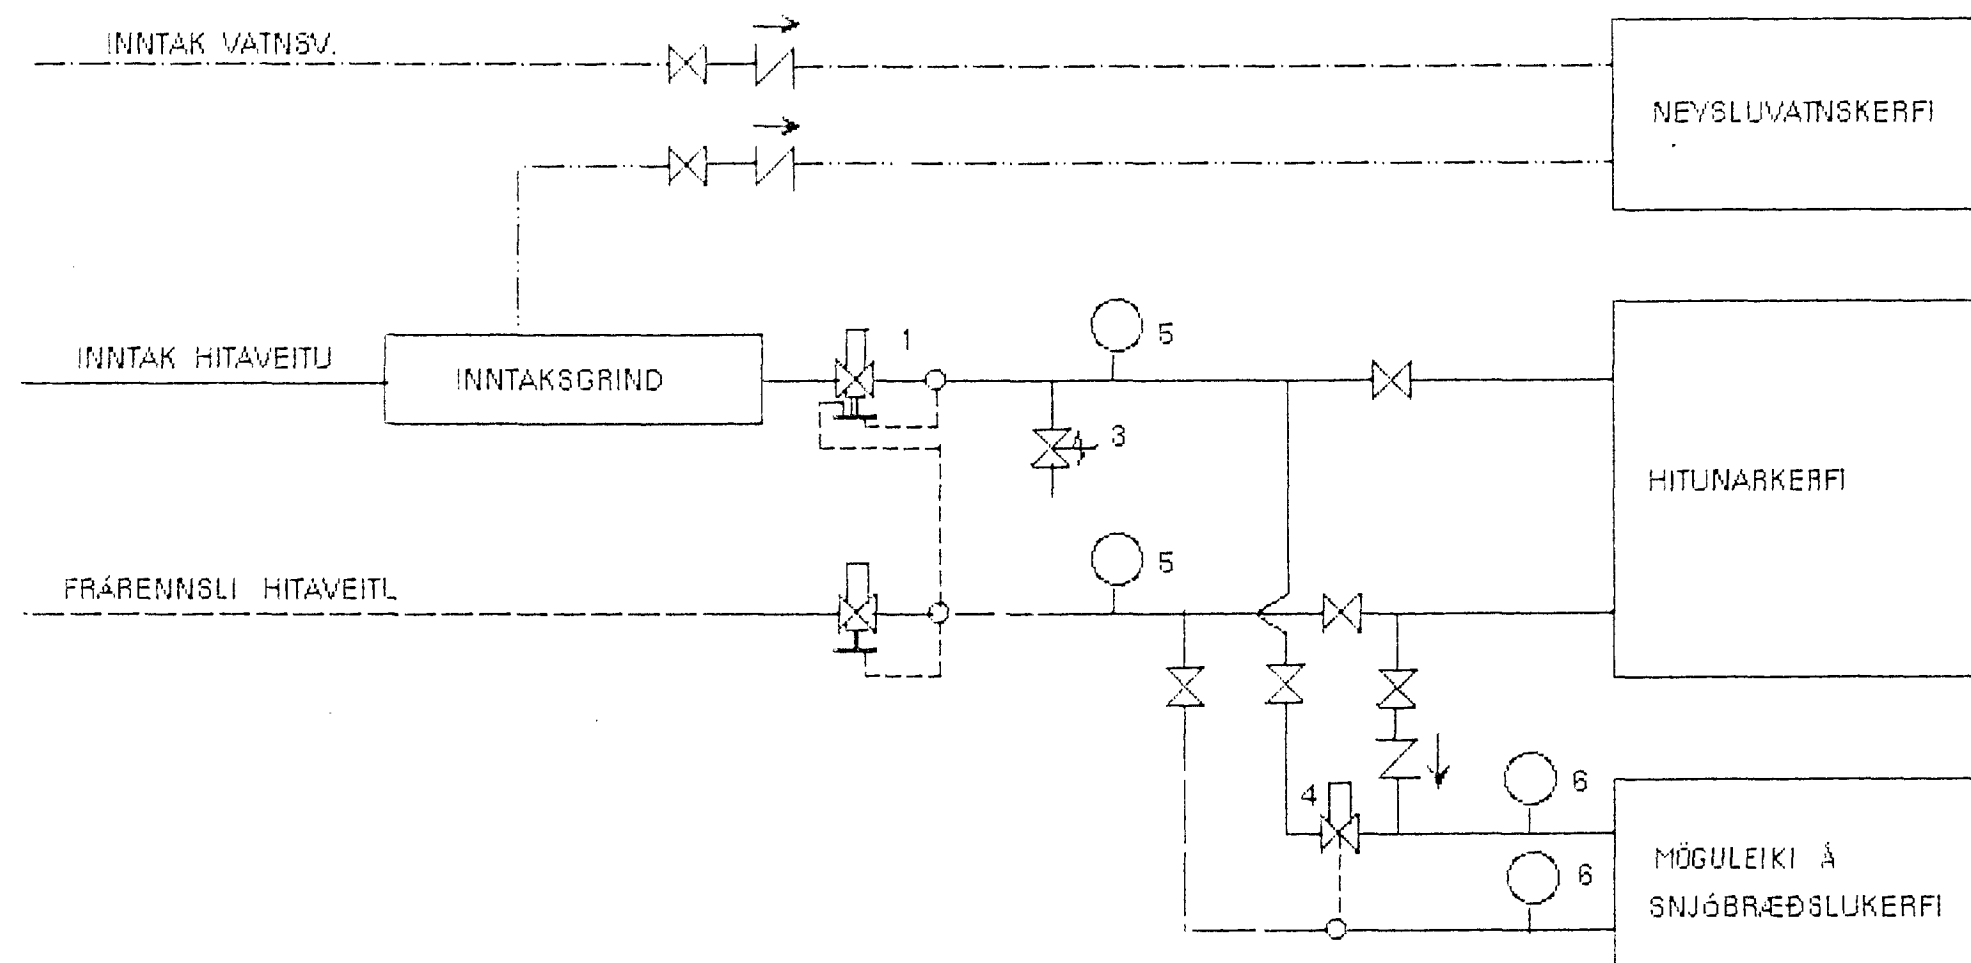 INNTAK VATNSV.
NEYSLUVATNSKERFI
INNTAK HITAVEITU
INNTAKSGRIND
1
5
3
HITUNARKERFI
FRÁRENNSLI HITAVEITL
5
4
6
6
MÖGULEIKI Á
SNJÓBRÆÐSLUKERFI